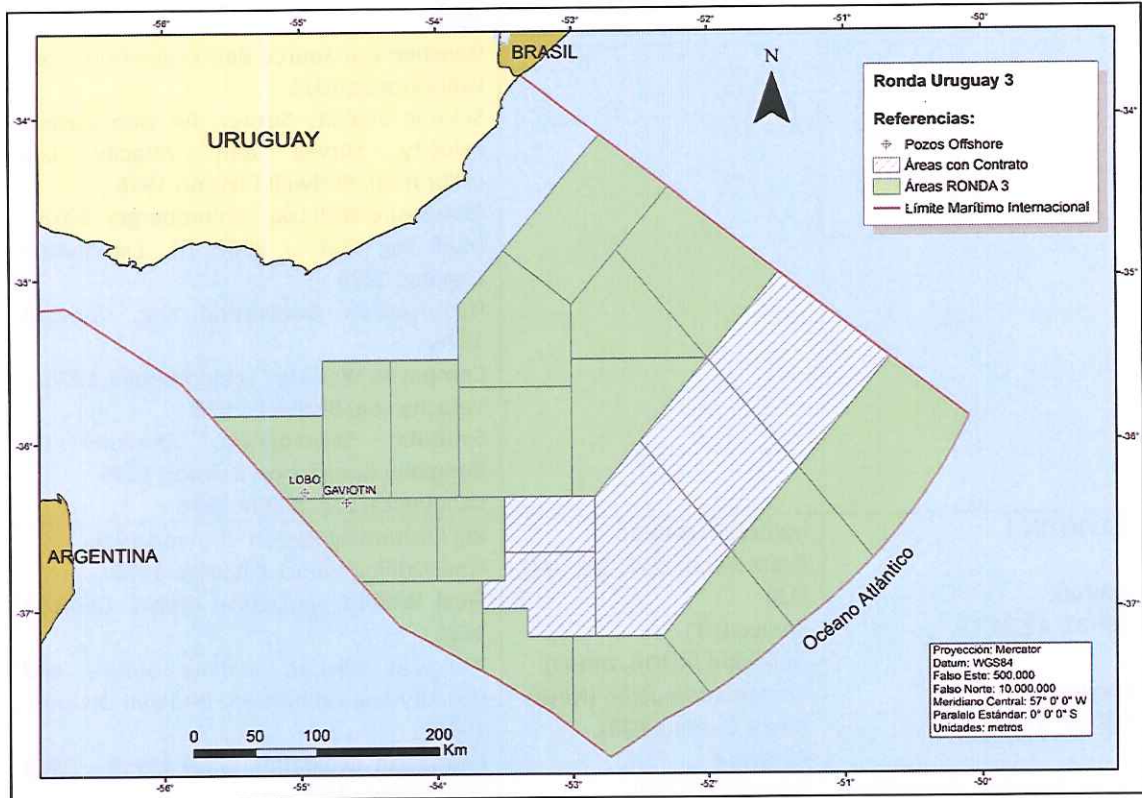 -56°
-55°
-54°
-53°
-52°
-51°
-50°
BRASIL
URUGUAY
N
Ronda Uruguay 3
Referencias:
Pozos Offshore
Áreas con Contrato
Áreas RONDA 3
Límite Marítimo Internacional
-34°
-34°
-35°
-35°
-36°
-36°
LOBO
GAVIOTIN
ARGENTINA
-37°
-37°
Océano Atlántico
Proyección: Mercator
Datum: WGS84
Falso Este: 500.000
Falso Norte: 10.000.000
Meridiano Central: 57° 0' 0" W
Paralelo Estándar: 0° 0' 0" S
Unidades: metros
0 50 100 200
Km
-56°
-55°
-54°
-53°
-52°
-51°
-50°